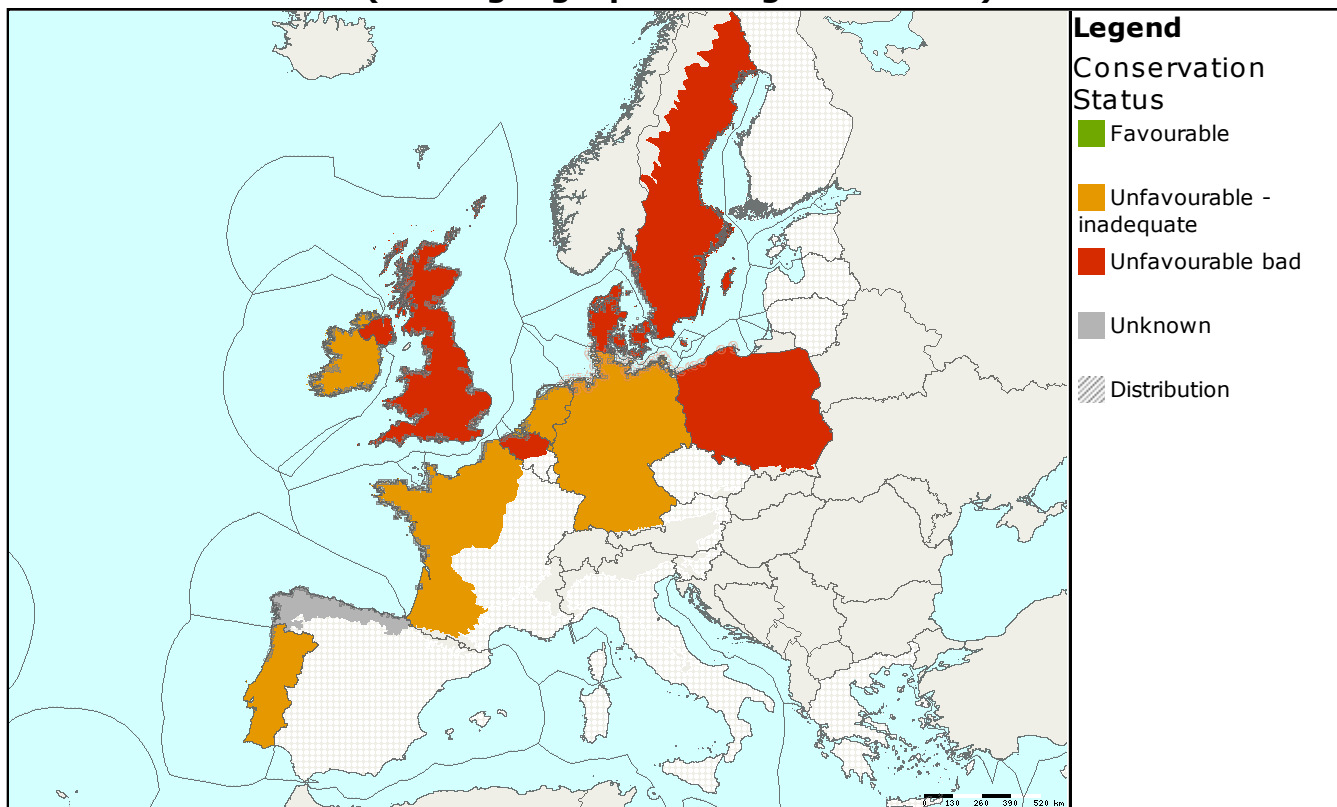 Legend
Conservation
Status
Favourable
Unfavourable -
inadequate
Unfavourable bad
Unknown
Distribution
0 130 260 390 520 km